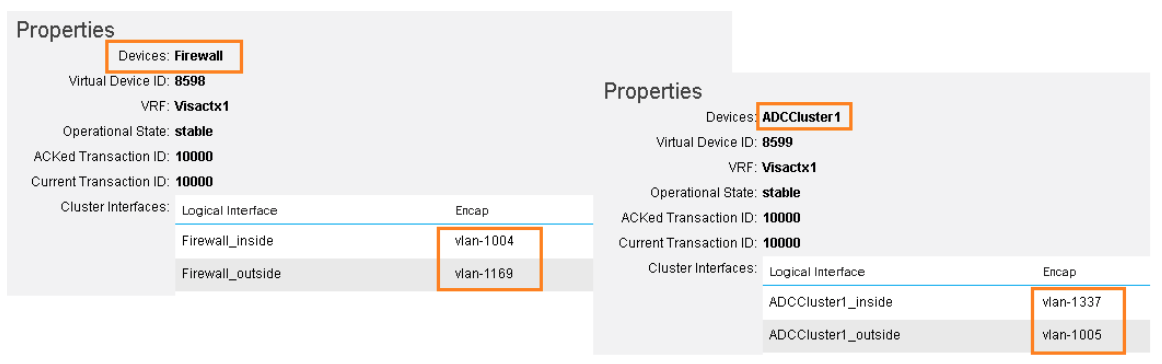 Properties
Devices: Firewall
Virtual Device ID: 8598
VRF: Visactx1
Operational State: stable
ACKed Transaction ID: 10000
Current Transaction ID: 10000
Cluster Interfaces: Logical Interface Encap
Firewall_inside vlan-1004
Firewall_outside vlan-1169
Properties
Devices: ADCCluster1
Virtual Device ID: 8599
VRF: Visactx1
Operational State: stable
ACKed Transaction ID: 10000
Current Transaction ID: 10000
Cluster Interfaces: Logical Interface Encap
ADCCluster1_inside vlan-1337
ADCCluster1_outside vlan-1005